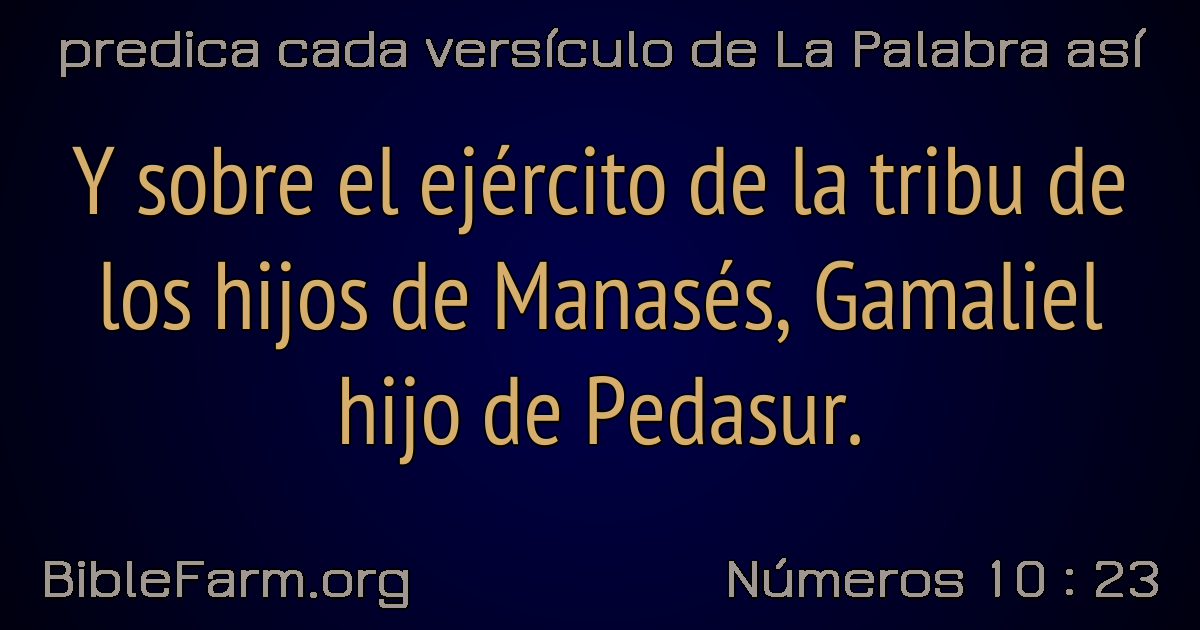 predica cada versículo de La Palabra así
Y sobre el ejército de la tribu de
los hijos de Manasés, Gamaliel
hijo de Pedasur.
BibleFarm.org
Números 10 : 23